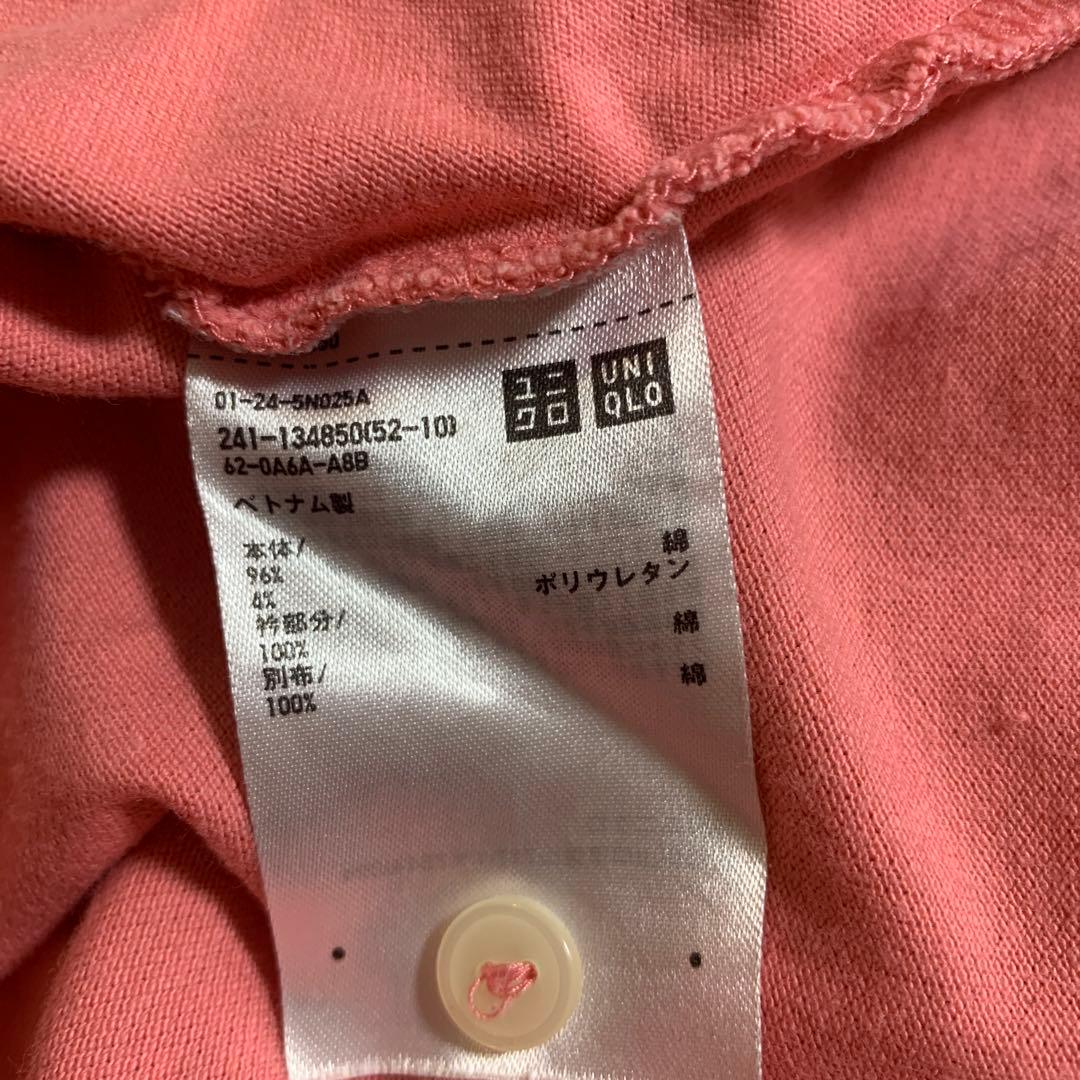 ユニ
クロ
UNI
QLO
01-24-5N025A
241-134850(52-10)
62-0A6A-A8B
ベトナム製
本体/ 綿
96%
ポリウレタン
4%
衿部分/ 綿
100%
別布/ 綿
100%